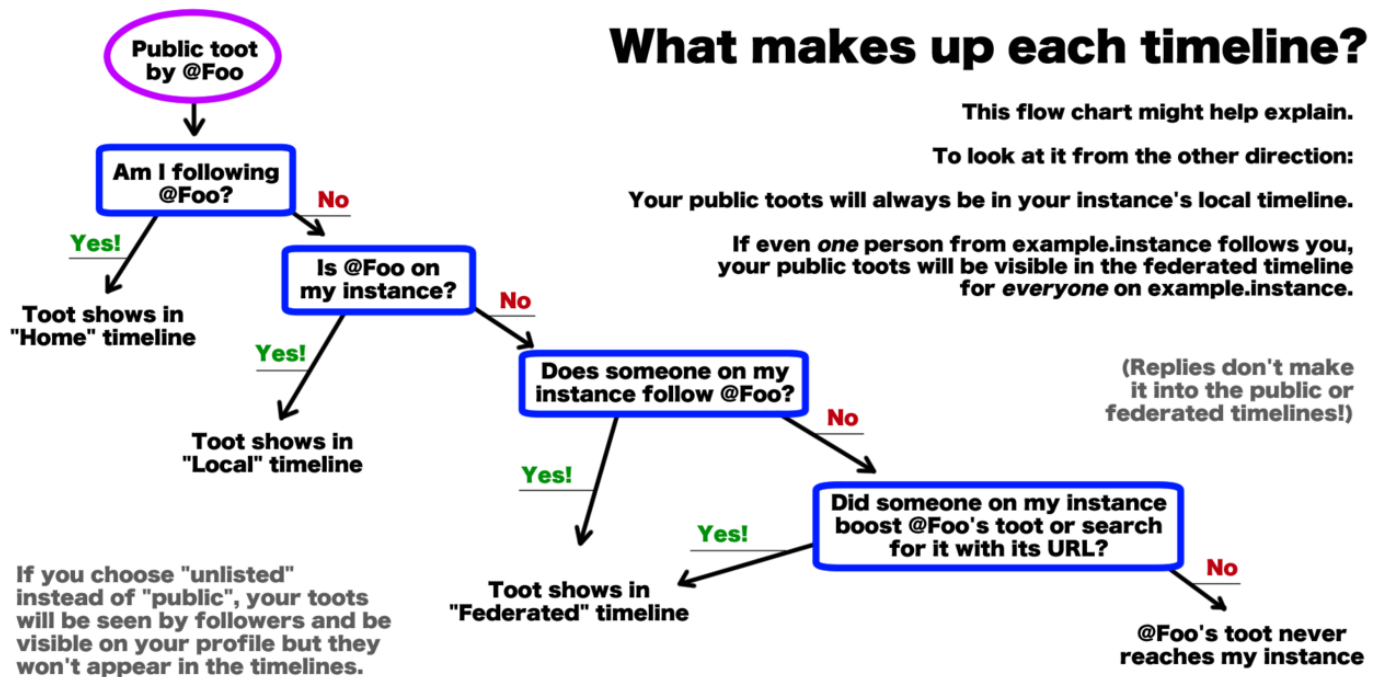 Public toot
by @Foo
What makes up each timeline?
This flow chart might help explain.
To look at it from the other direction:
Your public toots will always be in your instance's local timeline.
If even one person from example.instance follows you,
your public toots will be visible in the federated timeline
for everyone on example.instance.
(Replies don't make
it into the public or
federated timelines!)
Am I following
@Foo?
No
Yes!
Toot shows in
"Home" timeline
Is @Foo on
my instance?
No
Yes!
Toot shows in
"Local" timeline
Does someone on my
instance follow @Foo?
No
Yes!
Toot shows in
"Federated" timeline
Did someone on my instance
boost @Foo's toot or search
for it with its URL?
Yes!
No
@Foo's toot never
reaches my instance
If you choose "unlisted"
instead of "public", your toots
will be seen by followers and be
visible on your profile but they
won't appear in the timelines.